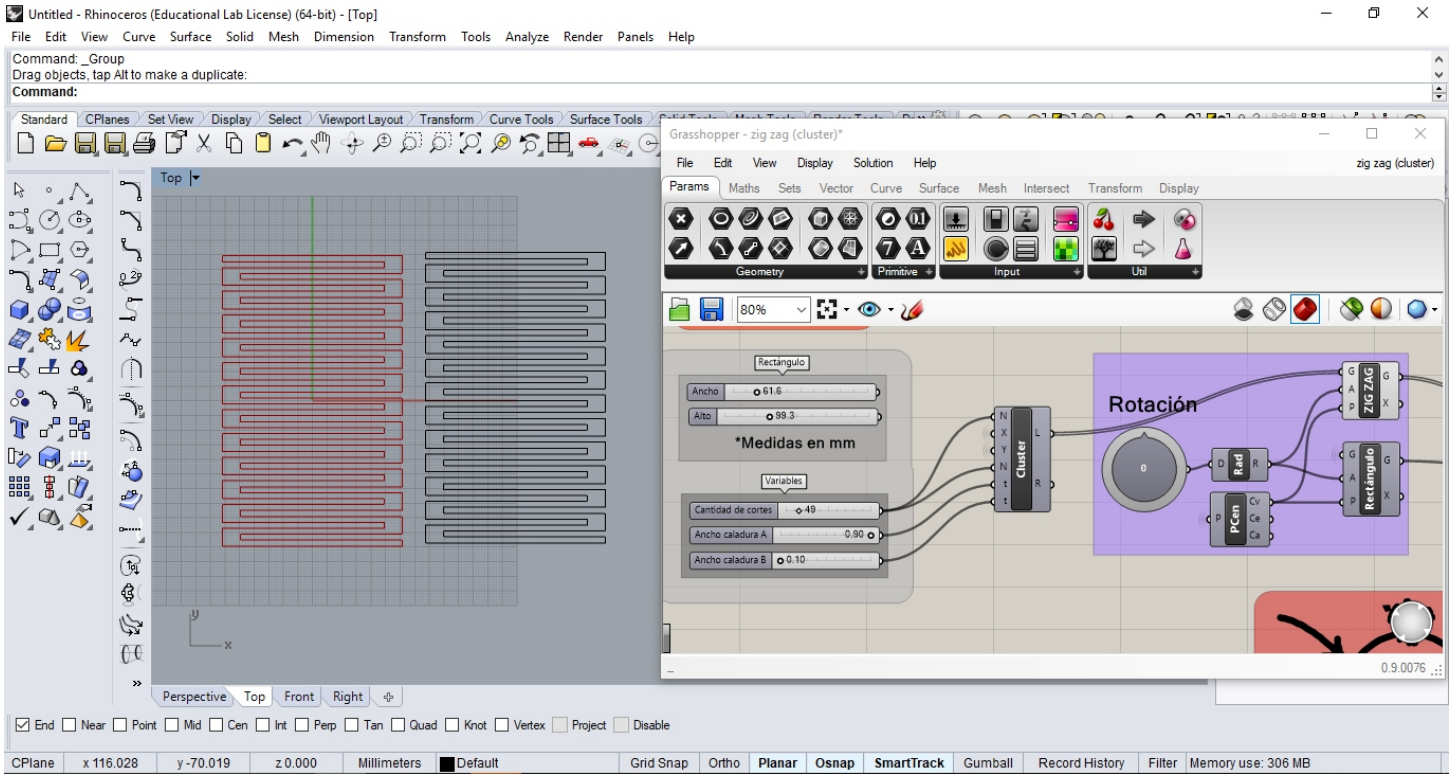 Untitled - Rhinoceros (Educational Lab License) (64-bit) - [Top]
File Edit View Curve Surface Solid Mesh Dimension Transform Tools Analyze Render Panels Help
Command: _Group
Drag objects, tap Alt to make a duplicate:
Command:
Standard CPlanes Set View Display Select Viewport Layout Transform Curve Tools Surface Tools
Top
Grasshopper - zig zag (cluster)*
File Edit View Display Solution Help zig zag (cluster)
Params Maths Sets Vector Curve Surface Mesh Intersect Transform Display
Geometry Primitive Input Util
80%
Rectángulo
Ancho 61.6
Alto 99.3
*Medidas en mm
Variables
Cantidad de cortes 49
Ancho caladura A 0.90
Ancho caladura B 0.10
N
X
Y
N
t
t
Cluster
L
R
Rotación
0
D Rad R
P PCen Cv
Ce
Ca
G
A
P
ZIG ZAG
G
X
G
A
P
Rectángulo
G
X
0.9.0076
y
x
Perspective Top Front Right
End Near Point Mid Cen Int Perp Tan Quad Knot Vertex Project Disable
CPlane x 116.028 y -70.019 z 0.000 Millimeters Default Grid Snap Ortho Planar Osnap SmartTrack Gumball Record History Filter Memory use: 306 MB